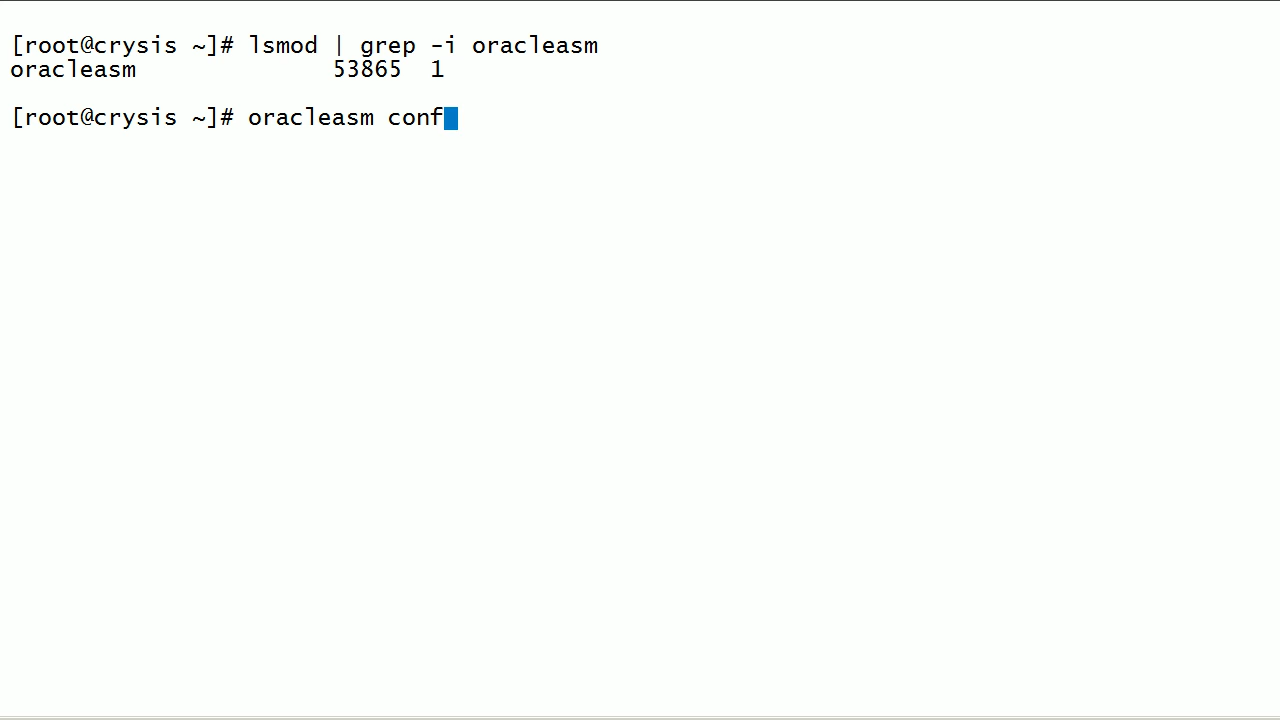 [root@crysis ~]# lsmod | grep -i oracleasm
oracleasm              53865  1
[root@crysis ~]# oracleasm conf